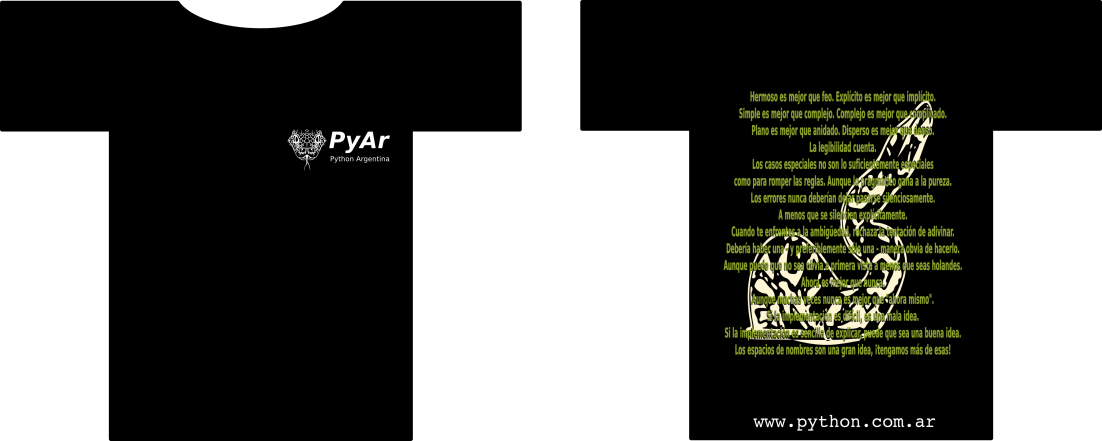 PyAr
Python Argentina
Hermoso es mejor que feo. Explícito es mejor que implícito.
Simple es mejor que complejo. Complejo es mejor que complicado.
Plano es mejor que anidado. Disperso es mejor que denso.
La legibilidad cuenta.
Los casos especiales no son lo suficientemente especiales
como para romper las reglas. Aunque lo pragmático gana a la pureza.
Los errores nunca deberían dejar pasarse silenciosamente.
A menos que se silencien explícitamente.
Cuando te enfrentes a la ambigüedad, rechaza la tentación de adivinar.
Debería haber una - y preferiblemente sólo una - manera obvia de hacerlo.
Aunque puede que no sea obvia a primera vista a menos que seas holandes.
Ahora es mejor que nunca.
Aunque muchas veces nunca es mejor que "ahora mismo".
Si la implementación es difícil, es una mala idea.
Si la implementación es sencilla de explicar, puede que sea una buena idea.
Los espacios de nombres son una gran idea, ¡tengamos más de esas!
www.python.com.ar